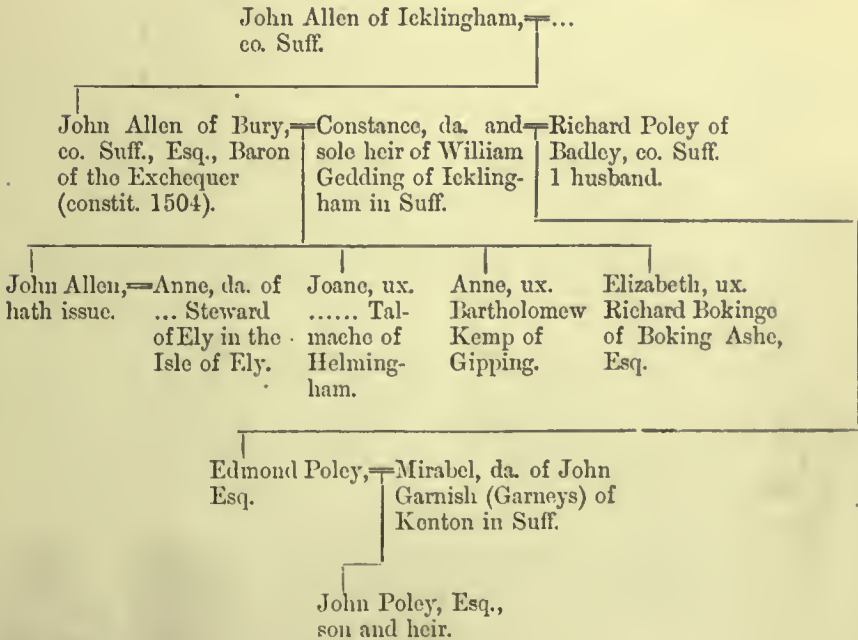 John Allen of Icklingham, ...
co. Suff.
John Allen of Bury,
co. Suff., Esq., Baron
of the Exchequer
(constit. 1504).
Constance, da. and
sole heir of William
Gedding of Ickling-
ham in Suff.
Richard Poley of
Badley, co. Suff.
1 husband.
John Allen,
hath issue.
Anne, da. of
... Steward
of Ely in the
Isle of Ely.
Joane, ux.
...... Tal-
mache of
Helming-
ham.
Anne, ux.
Bartholomew
Kemp of
Gipping.
Elizabeth, ux.
Richard Bokinge
of Boking Ashe,
Esq.
Edmond Poley,
Esq.
Mirabel, da. of John
Garnish (Garneys) of
Kenton in Suff.
John Poley, Esq.,
son and heir.